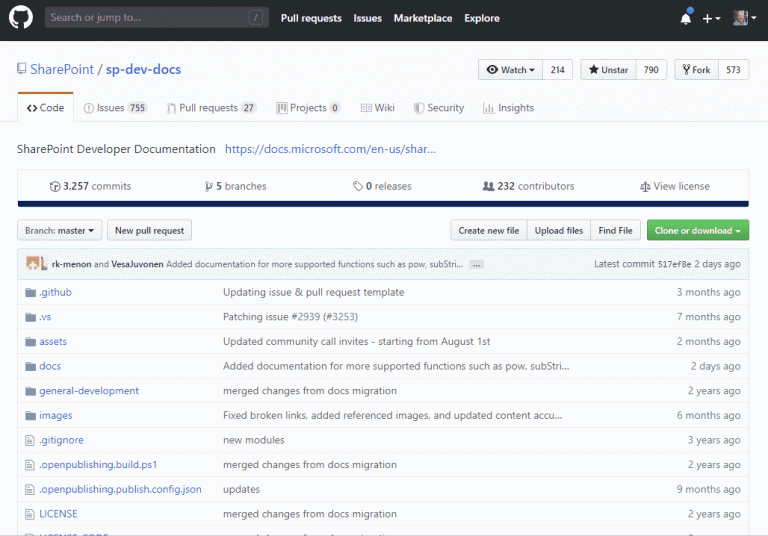 Search or jump to... / Pull requests Issues Marketplace Explore
SharePoint / sp-dev-docs Watch 214 Unstar 790 Fork 573
<> Code Issues 755 Pull requests 27 Projects 0 Wiki Security Insights
SharePoint Developer Documentation https://docs.microsoft.com/en-us/shar...
3,257 commits 5 branches 0 releases 232 contributors View license
Branch: master New pull request Create new file Upload files Find File Clone or download
rk-menon and VesaJuvonen Added documentation for more supported functions such as pow, subStri... ... Latest commit 517ef8e 2 days ago
.github Updating issue & pull request template 3 months ago
.vs Patching issue #2939 (#3253) 7 months ago
assets Updated community call invites - starting from August 1st 2 months ago
docs Added documentation for more supported functions such as pow, subStri... 2 days ago
general-development merged changes from docs migration 2 years ago
images Fixed broken links, added referenced images, and updated content accu... 6 months ago
.gitignore new modules 3 years ago
.openpublishing.build.ps1 merged changes from docs migration 2 years ago
.openpublishing.publish.config.json updates 9 months ago
LICENSE merged changes from docs migration 2 years ago